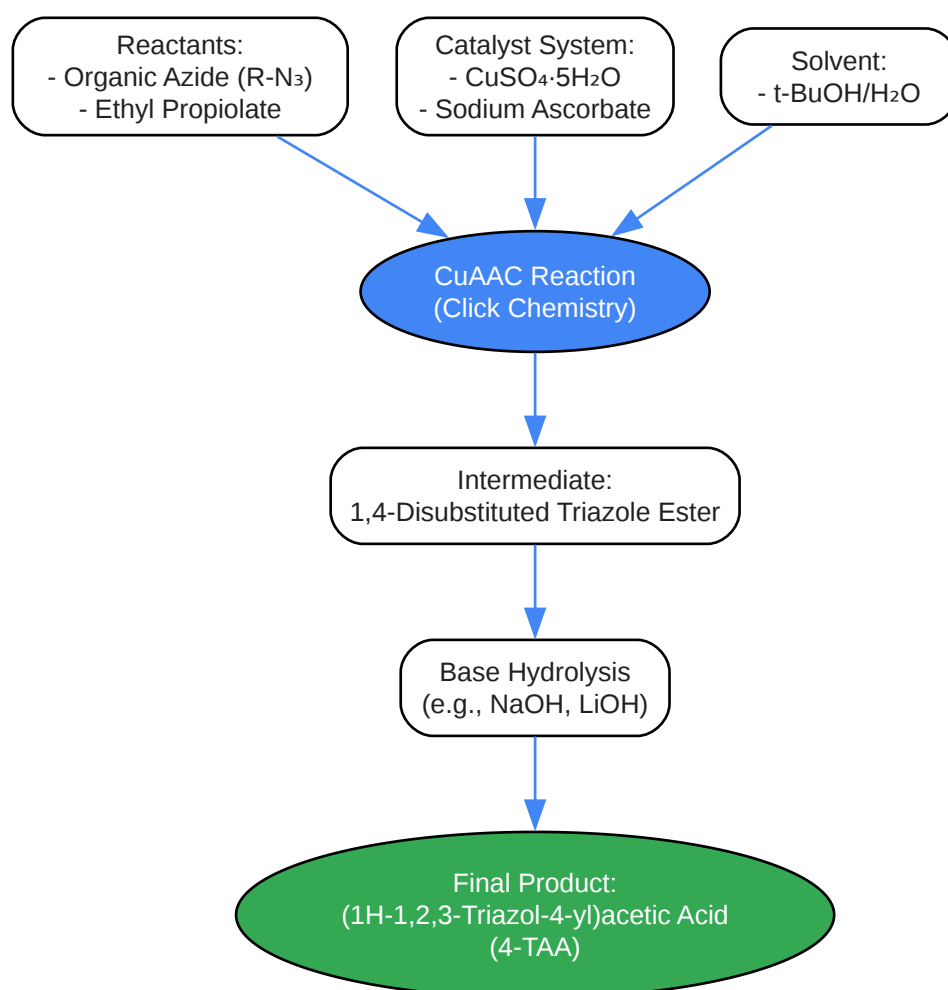 Reactants:
- Organic Azide (R-N₃)
- Ethyl Propiolate
Catalyst System:
- CuSO₄·5H₂O
- Sodium Ascorbate
Solvent:
- t-BuOH/H₂O
CuAAC Reaction
(Click Chemistry)
Intermediate:
1,4-Disubstituted Triazole Ester
Base Hydrolysis
(e.g., NaOH, LiOH)
Final Product:
(1H-1,2,3-Triazol-4-yl)acetic Acid
(4-TAA)